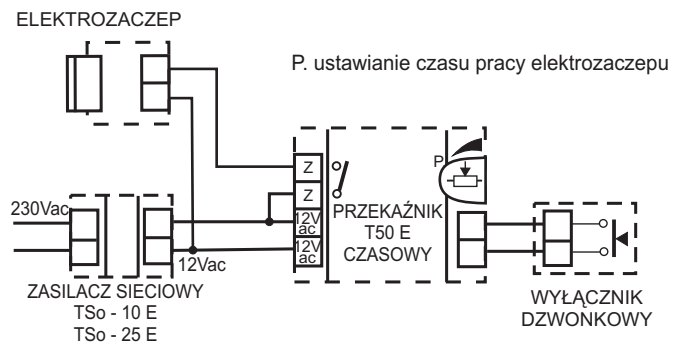 ELEKTROZACZEP
P. ustawianie czasu pracy elektrozaczepu
Z
P
Z
230Vac
12V
ac
PRZEKAŹNIK
T50 E
CZASOWY
12V
ac
12Vac
ZASILACZ SIECIOWY
TSo - 10 E
TSo - 25 E
WYŁĄCZNIK
DZWONKOWY